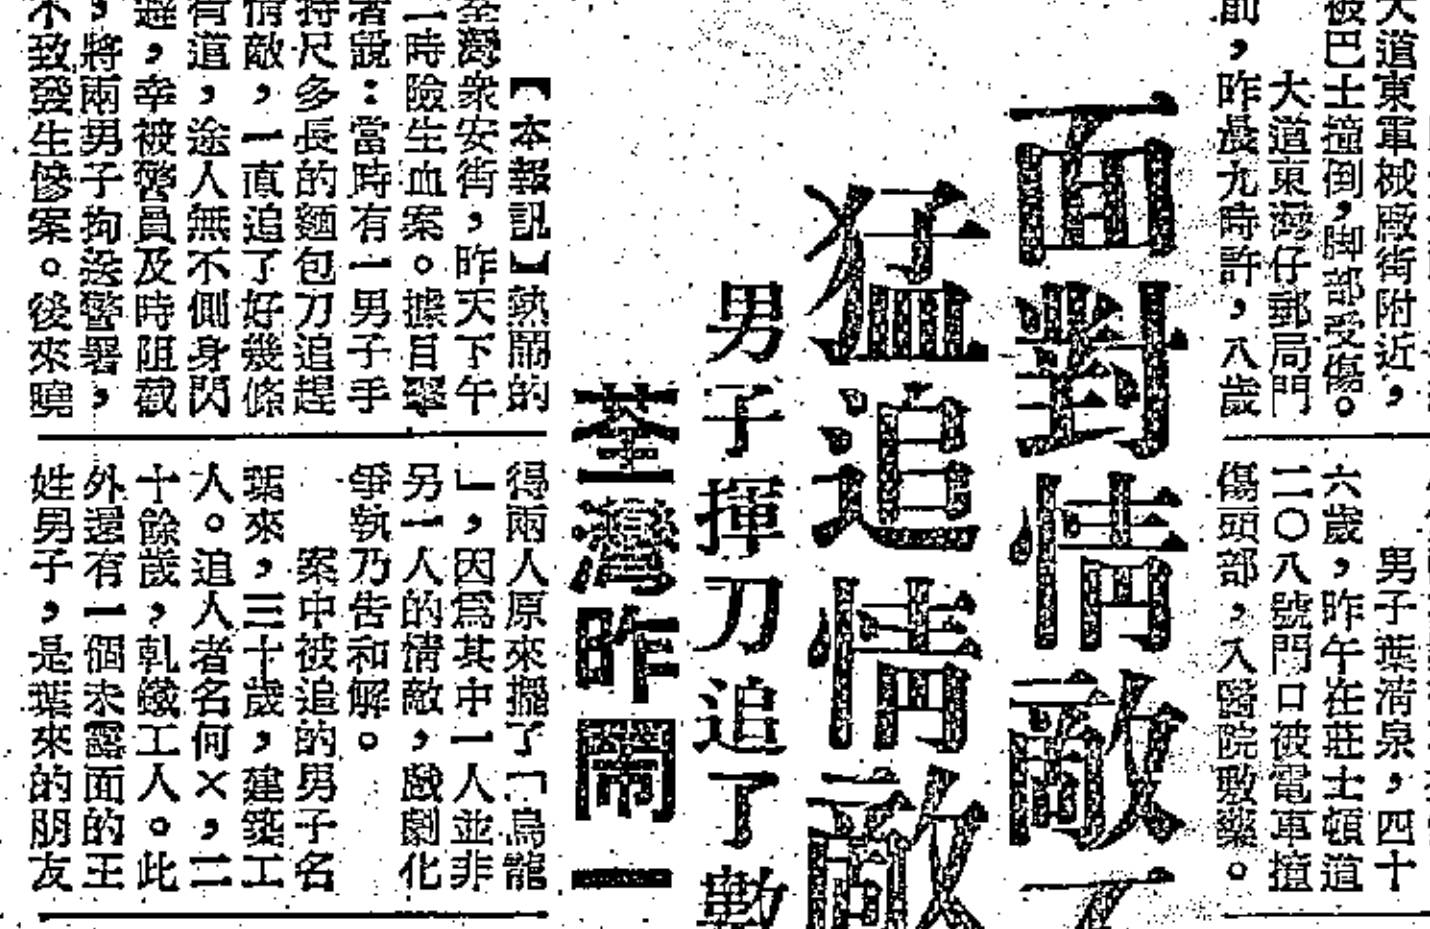 大道東軍械廠街附近，
被巴士撞倒，脚部受傷。
大道東灣仔郵局門
前，昨晨九時許，八歲
男子葉清泉，四十
六歲，昨午在莊士頓道
二〇八號門口被電車撞
傷頭部，入醫院敷藥。
面對情敵
猛追情敵
男子揮刀追了數
荃灣昨鬧一
【本報訊】熱鬧的
荃灣衆安街，昨天下午
二時險生血案。據目擊
者說：當時有一男子手
持尺多長的麵包刀追趕
情敵，一直追了好幾條
街道，途人無不側身閃
避，幸被警員及時阻截
，將兩男子拘送警署，
不致發生慘案。後來曉
得兩人原來擺了「烏龍
」，因爲其中一人並非
另一人的情敵，戲劇化
爭執乃告和解。
案中被追的男子名
葉來，三十歲，建築工
人。追人者名何×，二
十餘歲，軋鐵工人。此
外還有一個未露面的王
姓男子，是葉來的朋友